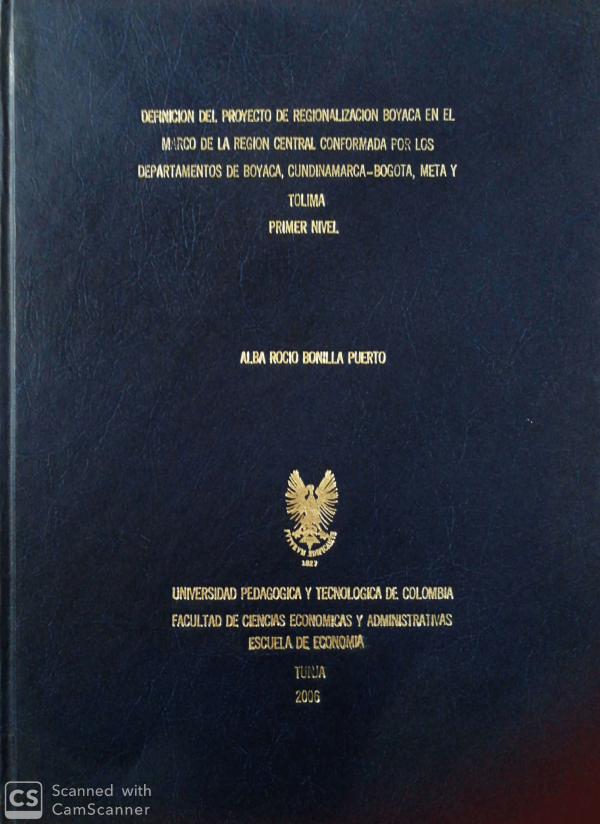 DEFINICION DEL PROYECTO DE REGIONALIZACION BOYACA EN EL
MARCO DE LA REGION CENTRAL CONFORMADA POR LOS
DEPARTAMENTOS DE BOYACA, CUNDINAMARCA-BOGOTA, META Y
TOLIMA
PRIMER NIVEL
ALBA ROCIO BONILLA PUERTO
1827
UNIVERSIDAD PEDAGOGICA Y TECNOLOGICA DE COLOMBIA
FACULTAD DE CIENCIAS ECONOMICAS Y ADMINISTRATIVAS
ESCUELA DE ECONOMIA
TUNJA
2006
CS Scanned with
CamScanner